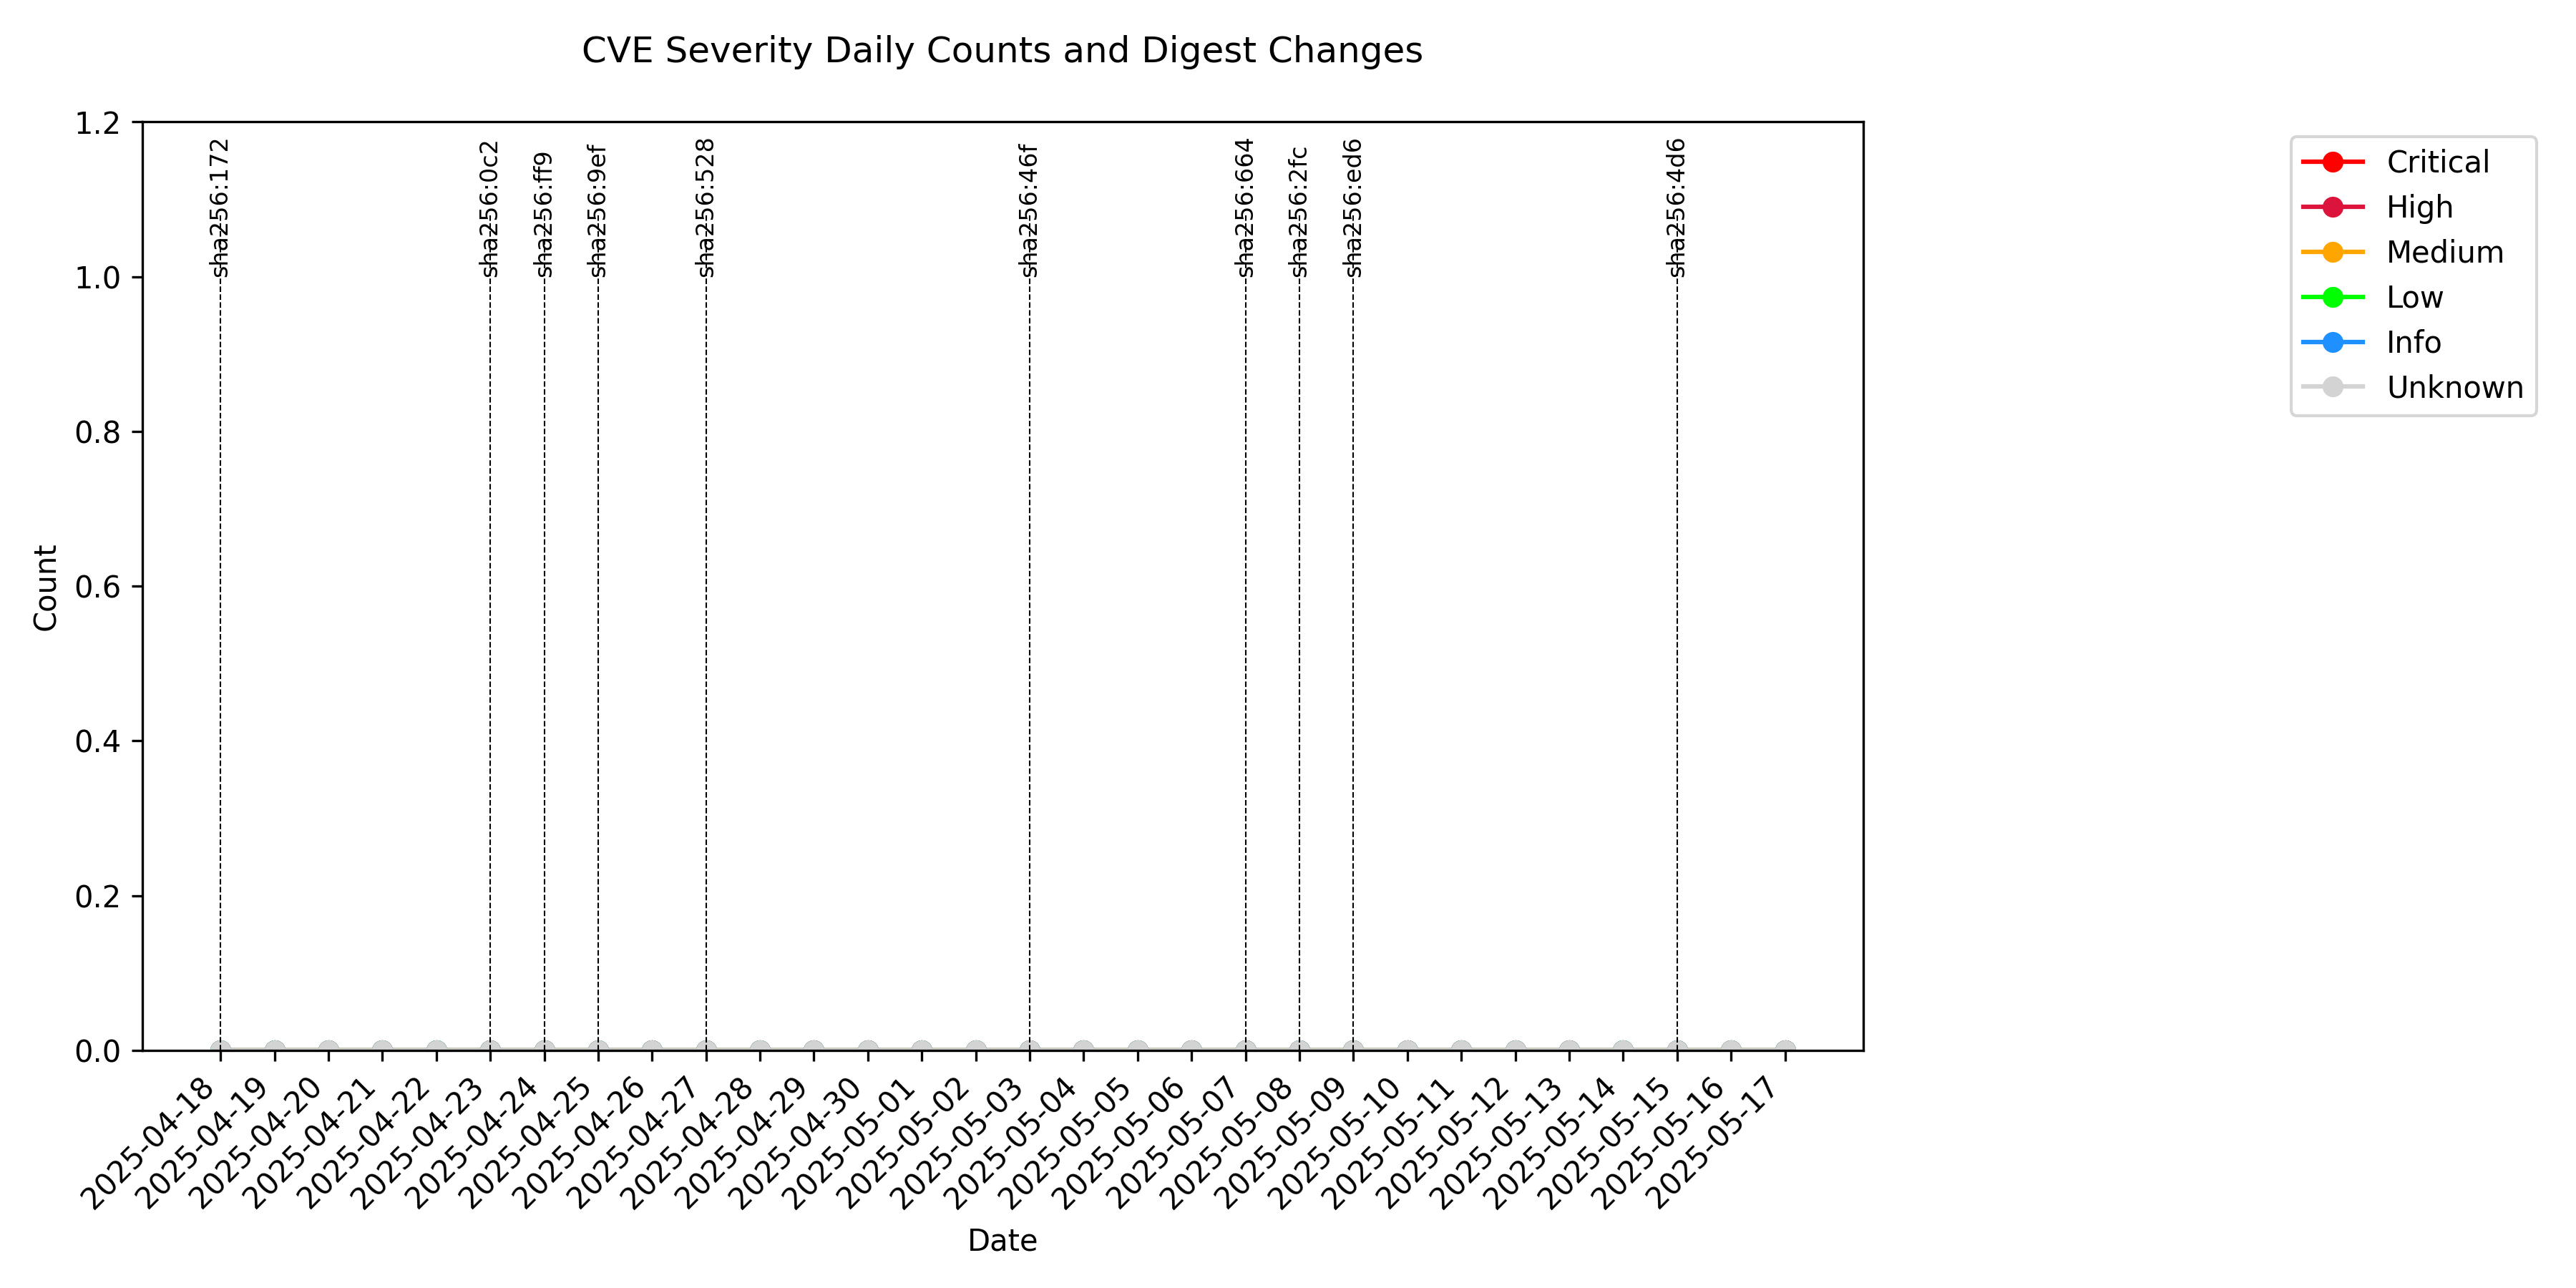 CVE Severity Daily Counts and Digest Changes
1.2
1.0
0.8
0.6
0.4
0.2
0.0
Count
sha256:172
sha256:0c2
sha256:ff9
sha256:9ef
sha256:528
sha256:46f
sha256:664
sha256:2fc
sha256:ed6
sha256:4d6
Critical
High
Medium
Low
Info
Unknown
2025-04-18
2025-04-19
2025-04-20
2025-04-21
2025-04-22
2025-04-23
2025-04-24
2025-04-25
2025-04-26
2025-04-27
2025-04-28
2025-04-29
2025-04-30
2025-05-01
2025-05-02
2025-05-03
2025-05-04
2025-05-05
2025-05-06
2025-05-07
2025-05-08
2025-05-09
2025-05-10
2025-05-11
2025-05-12
2025-05-13
2025-05-14
2025-05-15
2025-05-16
2025-05-17
Date